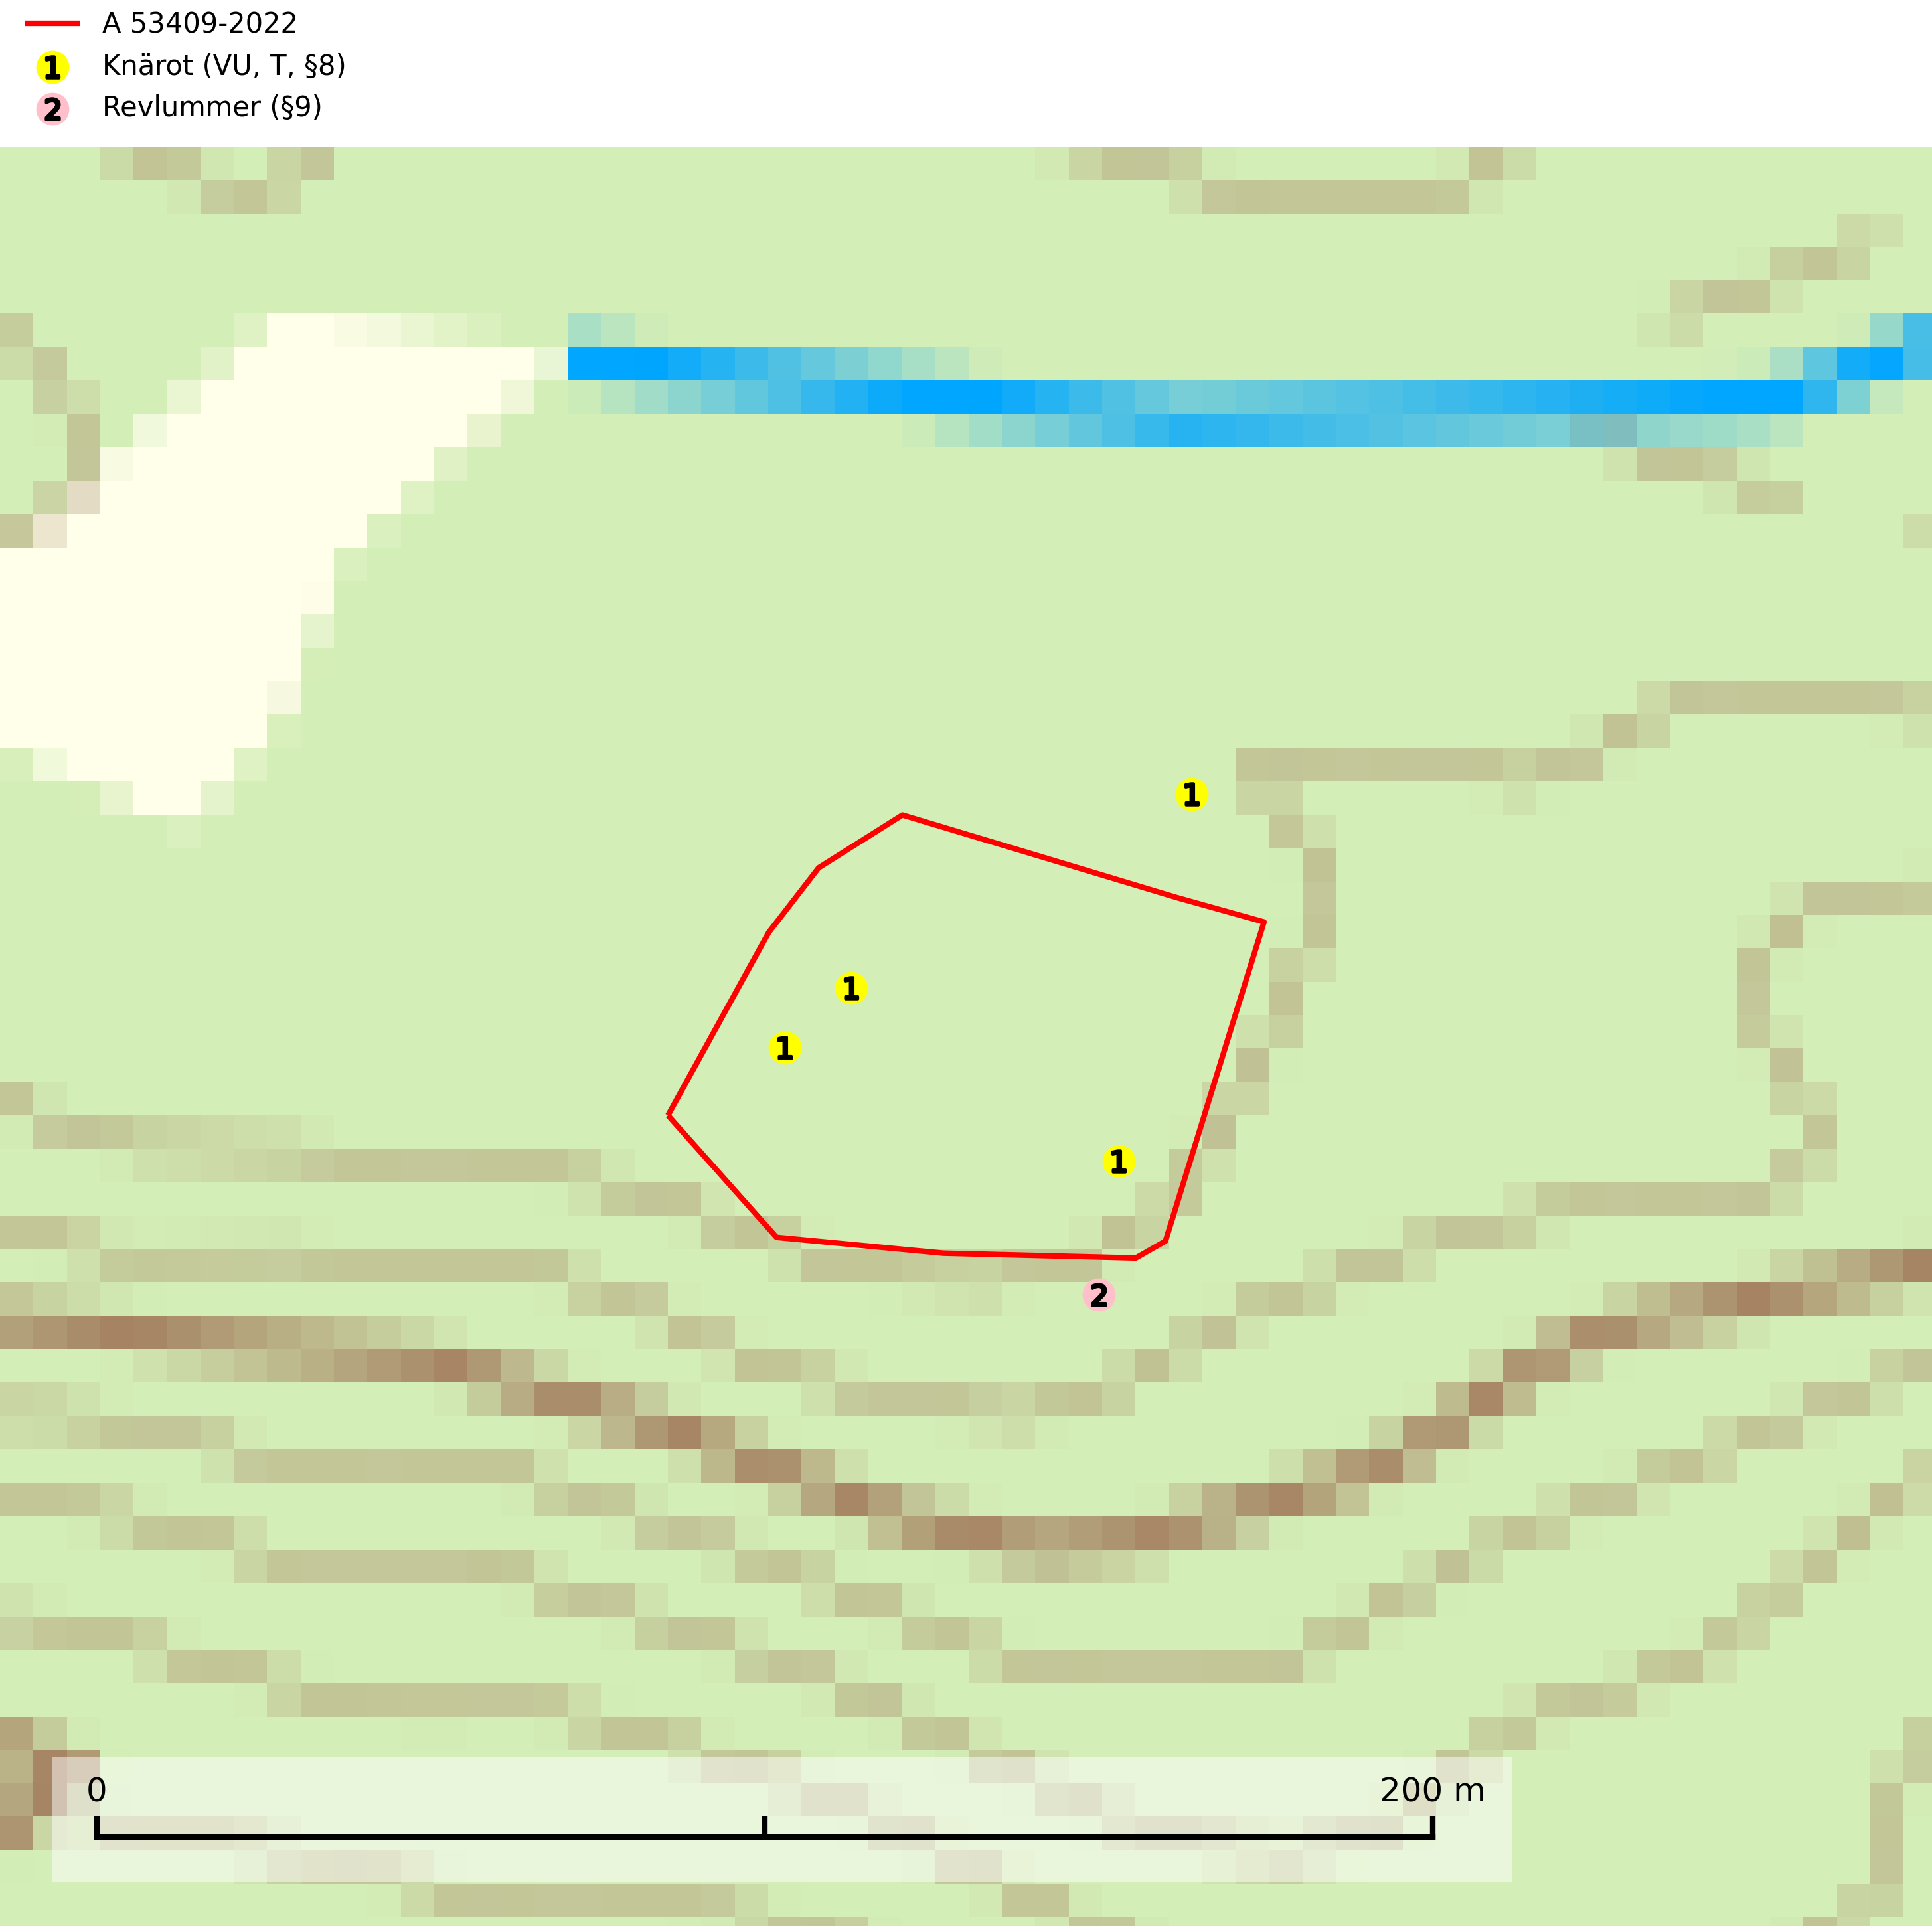 A 53409-2022
1 Knärot (VU, T, §8)
2 Revlummer (§9)
1
1
1
1
2
0 200 m